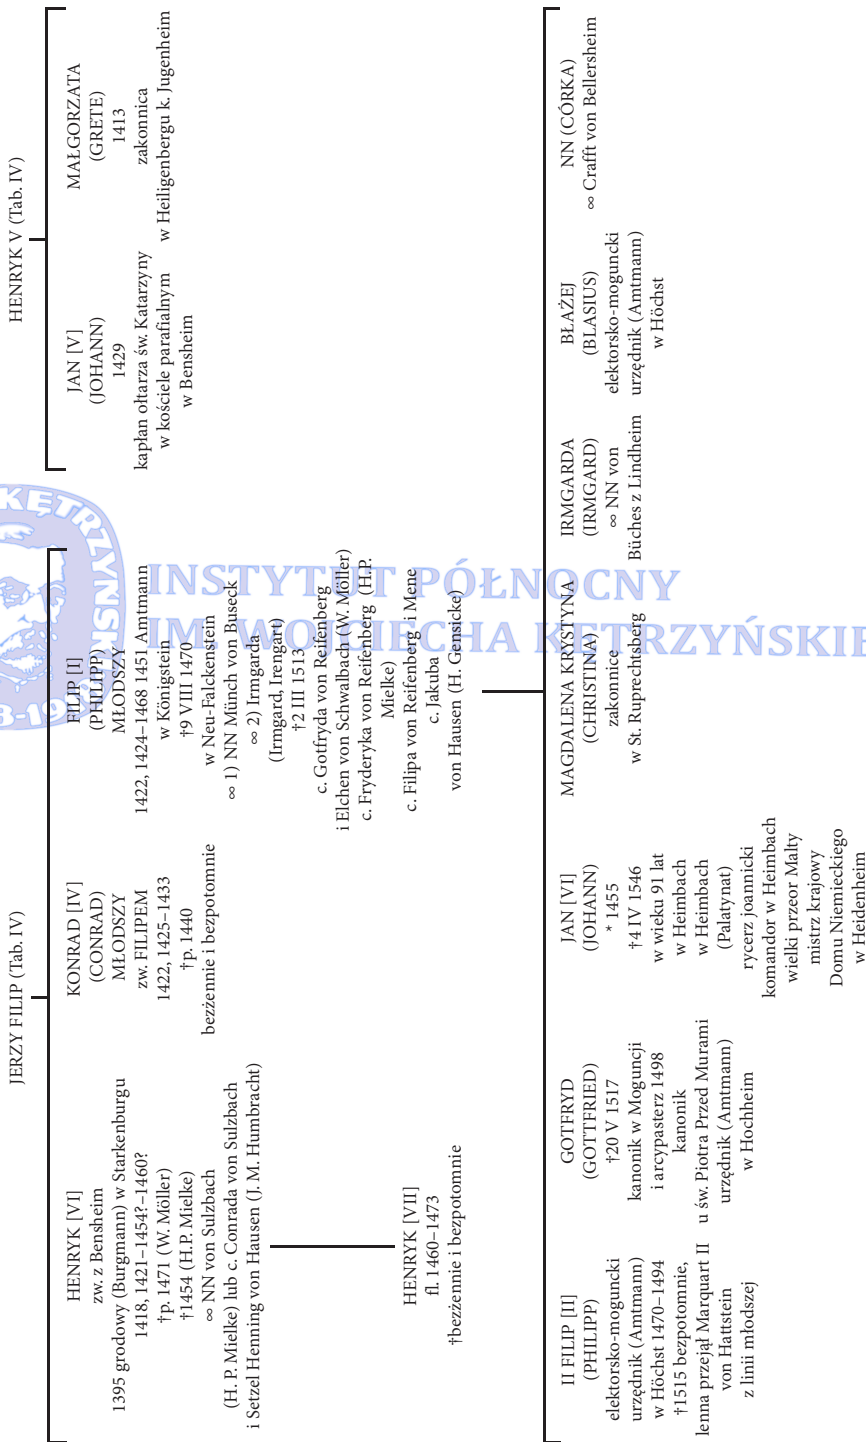 JERZY FILIP (Tab. IV)
HENRYK [VI]
zw. z Bensheim
1395 grodowy (Burgmann) w Starkenburgu
1418, 1421–1454?–1460?
†p. 1471 (W. Möller)
†1454 (H.P. Mielke)
∞ NN von Sulzbach
(H. P. Mielke) lub c. Conrada von Sulzbach
i Setzel Henning von Hausen (J. M. Humbracht)
HENRYK [VII]
fl. 1460–1473
†bezżennie i bezpotomnie
KONRAD [IV]
(CONRAD)
MŁODSZY
zw. FILIPEM
1422, 1425–1433
†p. 1440
bezżennie i bezpotomnie
FILIP [I]
(PHILIPP)
MŁODSZY
1422, 1424–1468 1451 Amtmann
w Königstein
†9 VIII 1470
w Neu-Falckenstein
∞ 1) NN Münch von Buseck
∞ 2) Irmgarda
(Irmgard, Irengart)
†2 III 1513
c. Gotfryda von Reifenberg
i Elchen von Schwalbach (W. Möller)
c. Fryderyka von Reifenberg (H.P.
Mielke)
c. Filipa von Reifenberg i Mene
c. Jakuba
von Hausen (H. Gensicke)
HENRYK V (Tab. IV)
JAN [V]
(JOHANN)
1429
kapłan ołtarza św. Katarzyny
w kościele parafialnym
w Bensheim
MAŁGORZATA
(GRETE)
1413
zakonnica
w Heiligenbergu k. Jugenheim
II FILIP [II]
(PHILIPP)
elektorsko-moguncki
urzędnik (Amtmann)
w Höchst 1470–1494
†1515 bezpotomnie,
lenna przejął Marquart II
von Hattstein
z linii młodszej
GOTFRYD
(GOTTFRIED)
†20 V 1517
kanonik w Moguncji
i arcypasterz 1498
kanonik
u św. Piotra Przed Murami
urzędnik (Amtmann)
w Hochheim
JAN [VI]
(JOHANN)
* 1455
†4 IV 1546
w wieku 91 lat
w Heimbach
w Heimbach
(Palatynat)
rycerz joannicki
komandor w Heimbach
wielki przeor Malty
mistrz krajowy
Domu Niemieckiego
w Heidenheim
MAGDALENA KRYSTYNA
(CHRISTINA)
zakonnice
w St. Ruprechtsberg
IRMGARDA
(IRMGARD)
∞ NN von
Büches z Lindheim
BŁAŻEJ
(BLASIUS)
elektorsko-moguncki
urzędnik (Amtmann)
w Höchst
NN (CÓRKA)
∞ Crafft von Bellersheim
INSTYTUT PÓŁNOCNY
IM. WOJCIECHA KĘTRZYŃSKIE